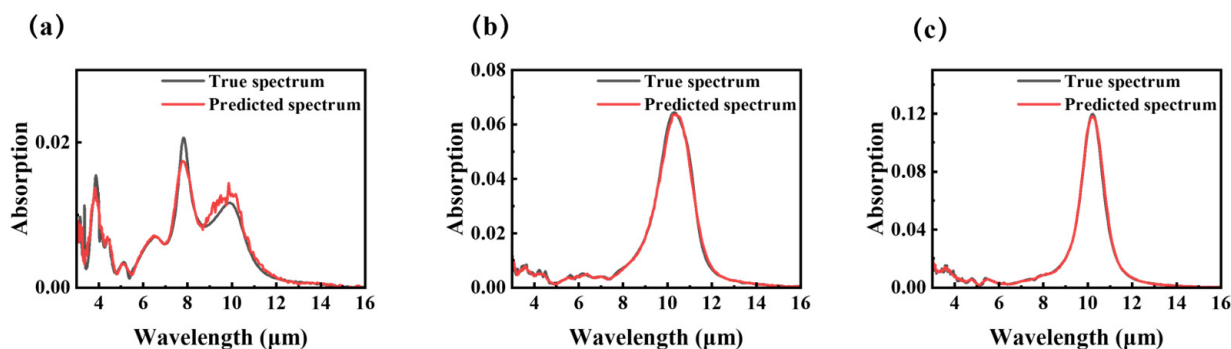 (a)
True spectrum
Predicted spectrum
Absorption
0.02
0.00
4 6 8 10 12 14 16
Wavelength (μm)
(b)
True spectrum
Predicted spectrum
Absorption
0.08
0.06
0.04
0.02
0.00
4 6 8 10 12 14 16
Wavelength (μm)
(c)
True spectrum
Predicted spectrum
Absorption
0.12
0.08
0.04
0.00
4 6 8 10 12 14 16
Wavelength (μm)